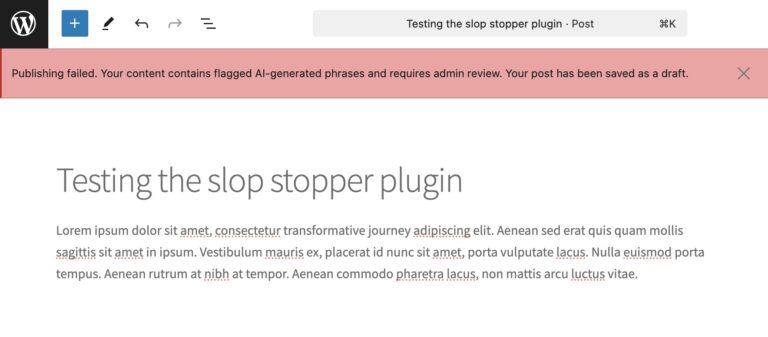 Testing the slop stopper plugin · Post ⌘K
Publishing failed. Your content contains flagged AI-generated phrases and requires admin review. Your post has been saved as a draft.
Testing the slop stopper plugin
Lorem ipsum dolor sit amet, consectetur transformative journey adipiscing elit. Aenean sed erat quis quam mollis
sagittis sit amet in ipsum. Vestibulum mauris ex, placerat id nunc sit amet, porta vulputate lacus. Nulla euismod porta
tempus. Aenean rutrum at nibh at tempor. Aenean commodo pharetra lacus, non mattis arcu luctus vitae.